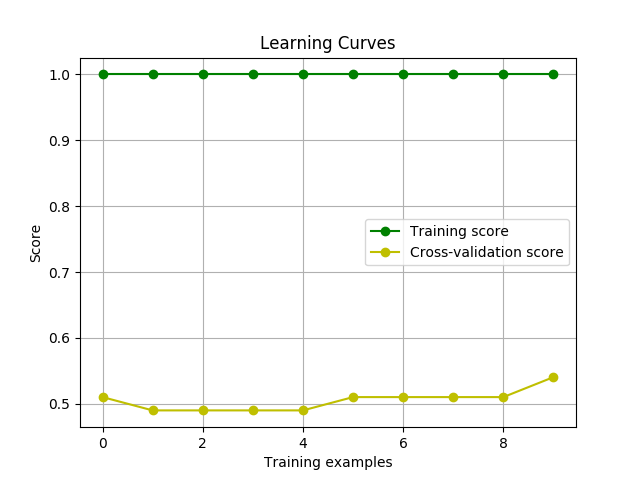 Learning Curves
1.0
0.9
0.8
0.7
0.6
0.5
Score
Training score
Cross-validation score
0 2 4 6 8
Training examples